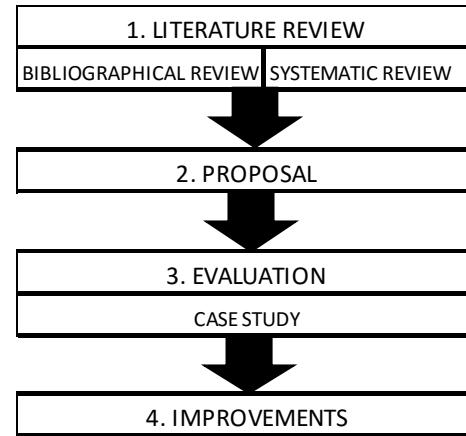 1. LITERATURE REVIEW
BIBLIOGRAPHICAL REVIEW SYSTEMATIC REVIEW
2. PROPOSAL
3. EVALUATION
CASE STUDY
4. IMPROVEMENTS